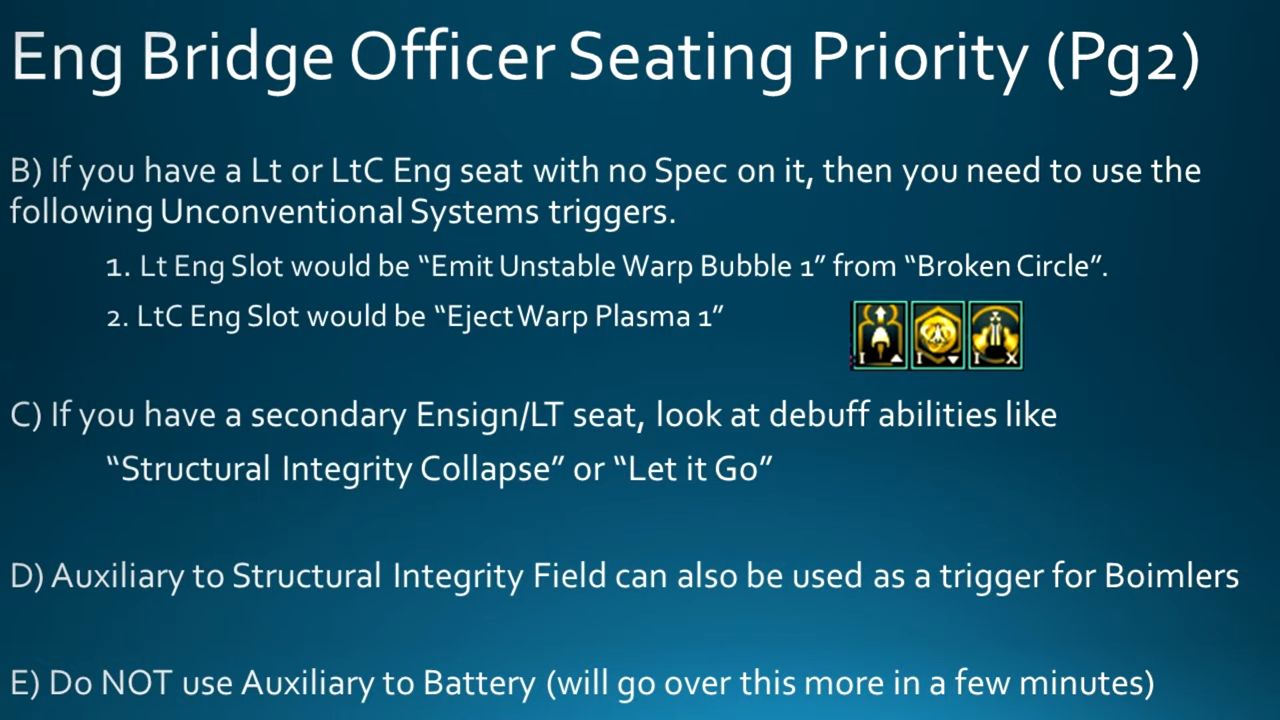 Eng Bridge Officer Seating Priority (Pg2)
B) If you have a Lt or LtC Eng seat with no Spec on it, then you need to use the
following Unconventional Systems triggers.
1. Lt Eng Slot would be “Emit Unstable Warp Bubble 1” from “Broken Circle”.
2. LtC Eng Slot would be “Eject Warp Plasma 1”
I I I X
C) If you have a secondary Ensign/LT seat, look at debuff abilities like
“Structural Integrity Collapse” or “Let it Go”
D) Auxiliary to Structural Integrity Field can also be used as a trigger for Boimlers
E) Do NOT use Auxiliary to Battery (will go over this more in a few minutes)